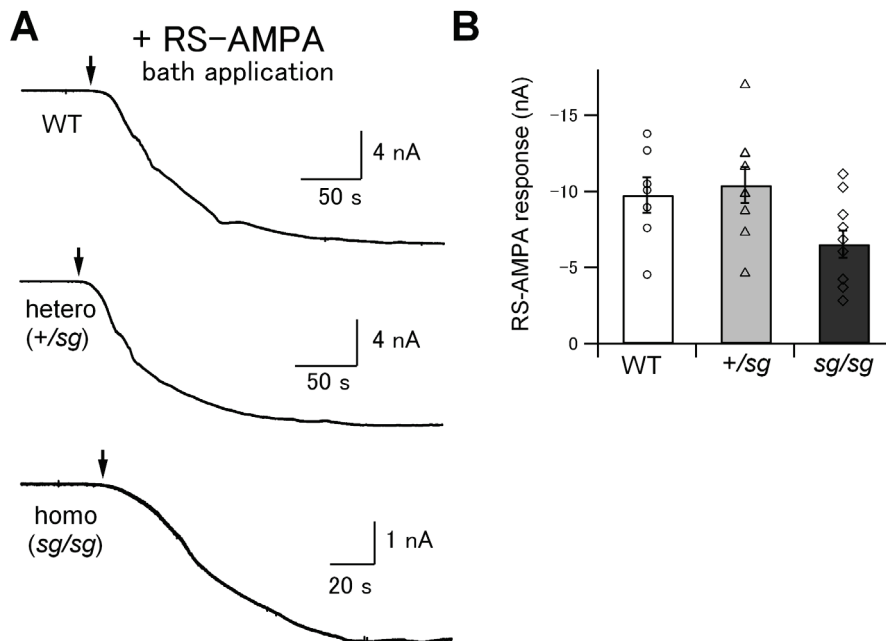 A
+ RS-AMPA
bath application
WT
4 nA
50 s
hetero
(+/sg)
4 nA
50 s
homo
(sg/sg)
1 nA
20 s
B
RS-AMPA response (nA)
-15
-10
-5
0
WT
+/sg
sg/sg